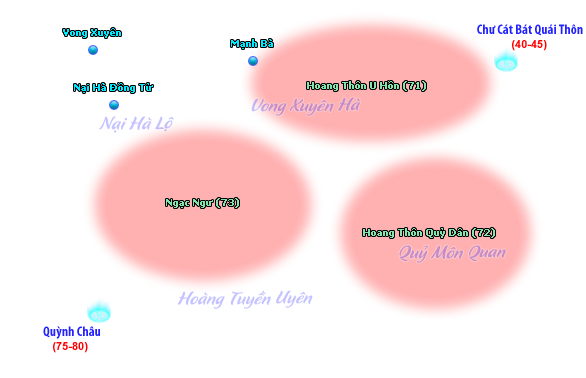 Vong Xuyên
Mạnh Bà
Chư Cát Bát Quái Thôn
(40-45)
Nại Hà Đồng Tử
Hoang Thôn U Hồn (71)
Vong Xuyên Hà
Nại Hà Lộ
Ngạc Ngư (73)
Hoang Thôn Quỷ Dân (72)
Quỷ Môn Quan
Hoàng Tuyền Uyên
Quỳnh Châu
(75-80)